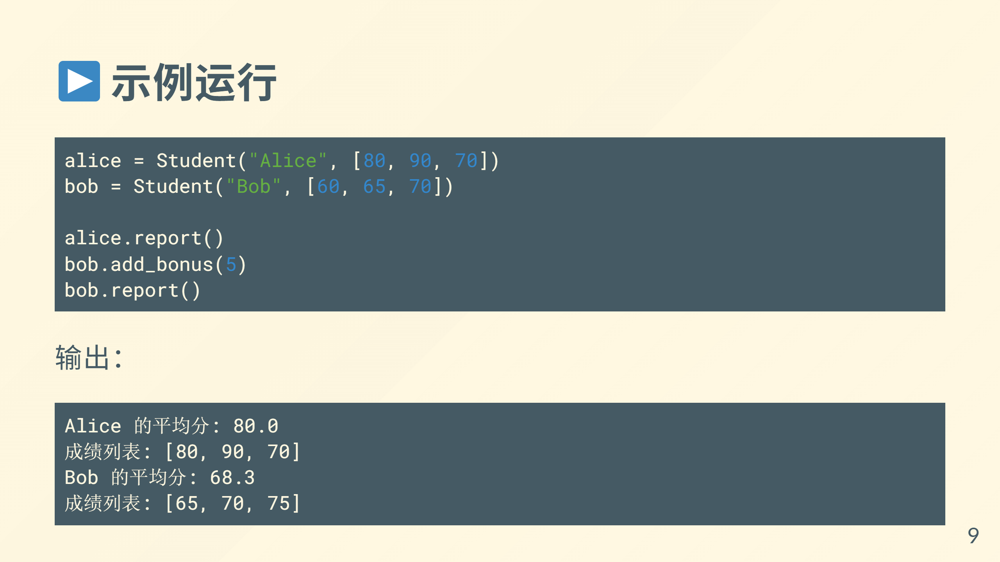 ▶ 示例运行
alice = Student("Alice", [80, 90, 70])
bob = Student("Bob", [60, 65, 70])
alice.report()
bob.add_bonus(5)
bob.report()
输出：
Alice 的平均分：80.0
成绩列表：[80, 90, 70]
Bob 的平均分：68.3
成绩列表：[65, 70, 75]
9